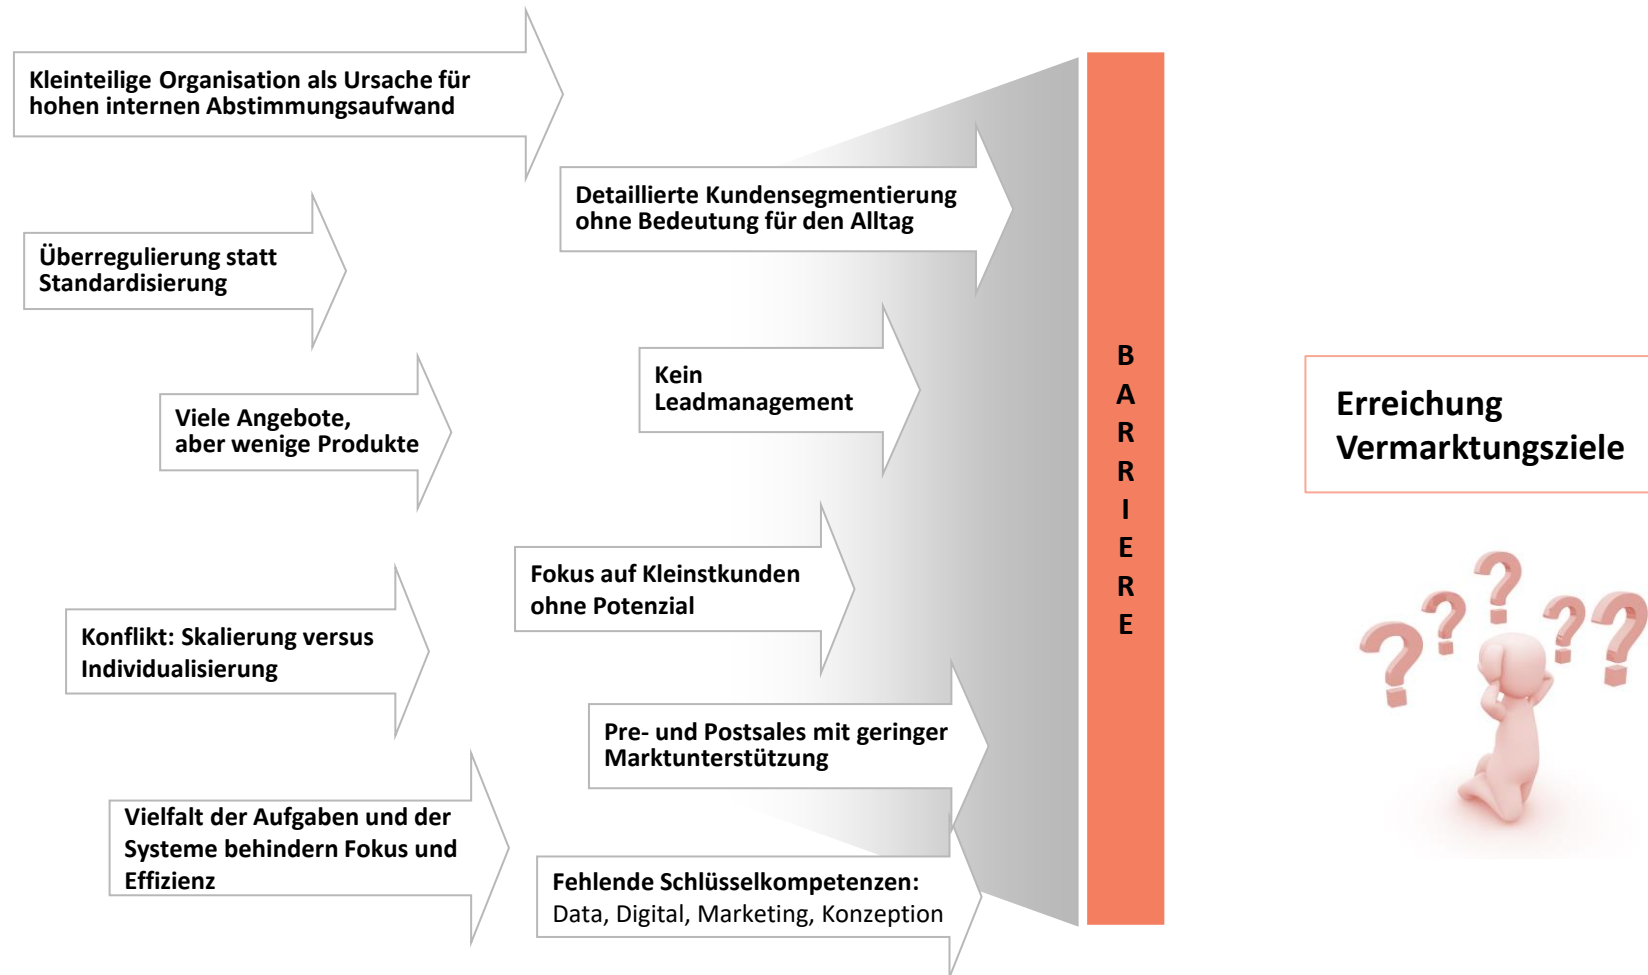 Kleinteilige Organisation als Ursache für
hohen internen Abstimmungsaufwand
Überregulierung statt
Standardisierung
Viele Angebote,
aber wenige Produkte
Konflikt: Skalierung versus
Individualisierung
Vielfalt der Aufgaben und der
Systeme behindern Fokus und
Effizienz
Detaillierte Kundensegmentierung
ohne Bedeutung für den Alltag
Kein
Leadmanagement
Fokus auf Kleinstkunden
ohne Potenzial
Pre- und Postsales mit geringer
Marktunterstützung
Fehlende Schlüsselkompetenzen:
Data, Digital, Marketing, Konzeption
B
A
R
R
I
E
R
E
Erreichung
Vermarktungsziele
? ? ? ? ?